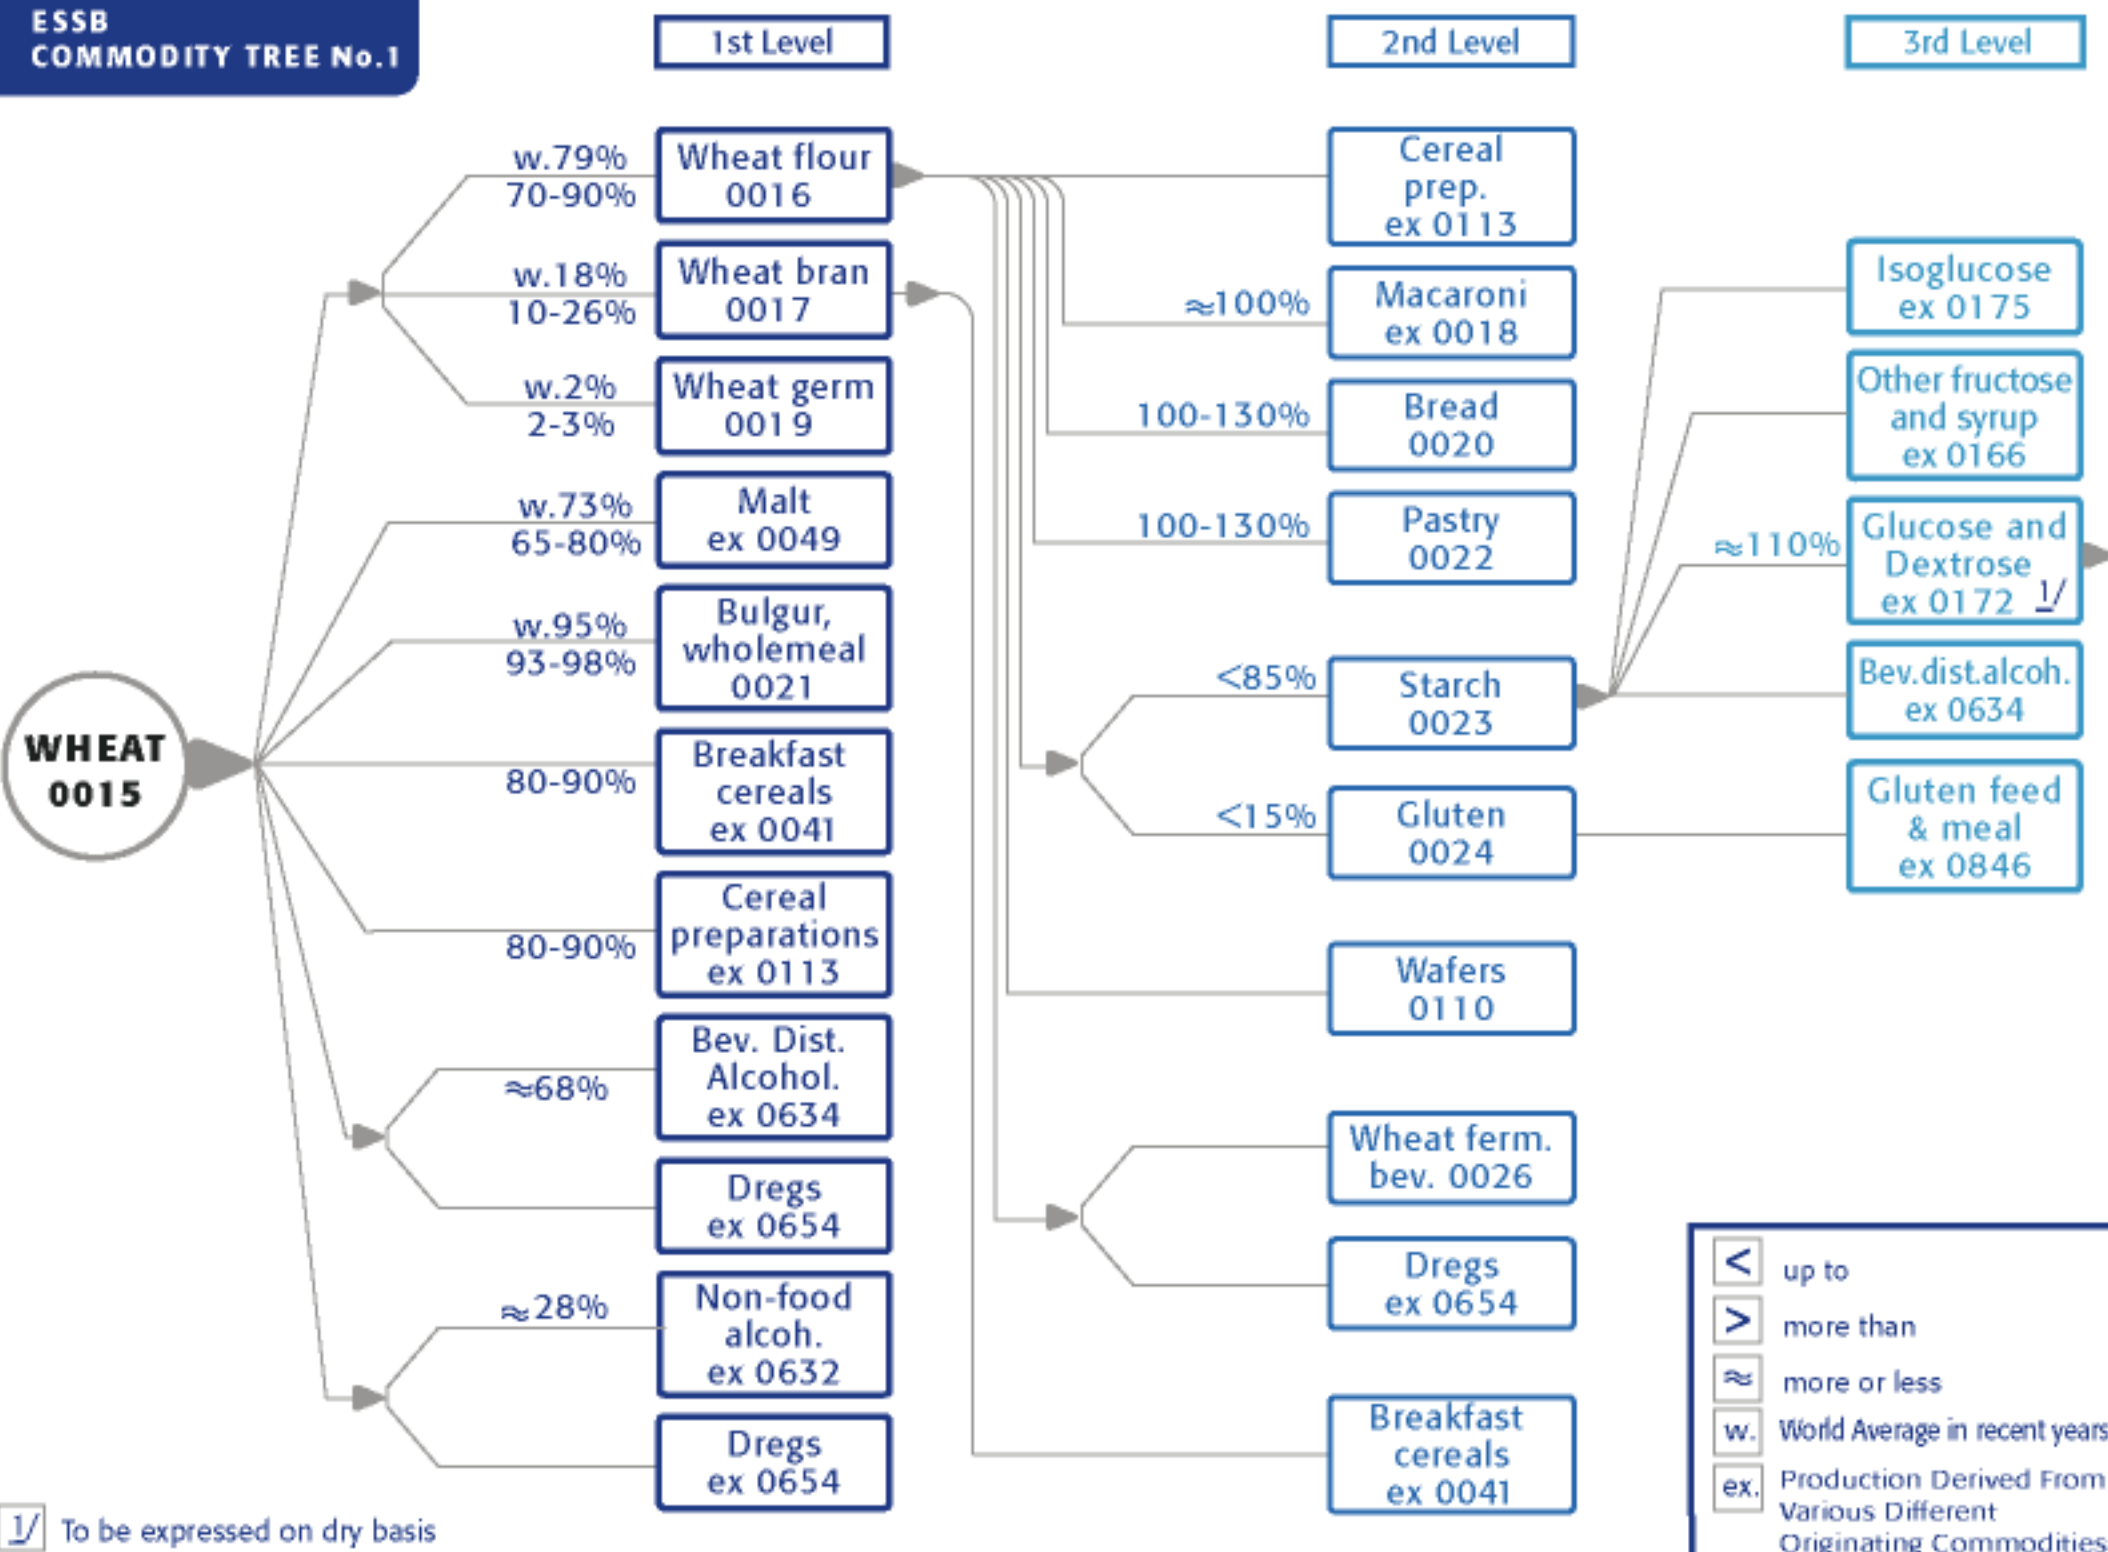 ESSB
COMMODITY TREE No.1
1st Level
2nd Level
3rd Level
WHEAT
0015
w.79%
70-90%
Wheat flour
0016
w.18%
10-26%
Wheat bran
0017
w.2%
2-3%
Wheat germ
0019
w.73%
65-80%
Malt
ex 0049
w.95%
93-98%
Bulgur,
wholemeal
0021
80-90%
Breakfast
cereals
ex 0041
80-90%
Cereal
preparations
ex 0113
≈68%
Bev. Dist.
Alcohol.
ex 0634
Dregs
ex 0654
≈28%
Non-food
alcoh.
ex 0632
Dregs
ex 0654
Cereal
prep.
ex 0113
≈100%
Macaroni
ex 0018
100-130%
Bread
0020
100-130%
Pastry
0022
<85%
Starch
0023
<15%
Gluten
0024
Wafers
0110
Wheat ferm.
bev. 0026
Dregs
ex 0654
Breakfast
cereals
ex 0041
Isoglucose
ex 0175
Other fructose
and syrup
ex 0166
≈110%
Glucose and
Dextrose
ex 0172 1/
Bev.dist.alcoh.
ex 0634
Gluten feed
& meal
ex 0846
< up to
> more than
≈ more or less
w. World Average in recent years
ex. Production Derived From
Various Different
Originating Commodities
1/ To be expressed on dry basis